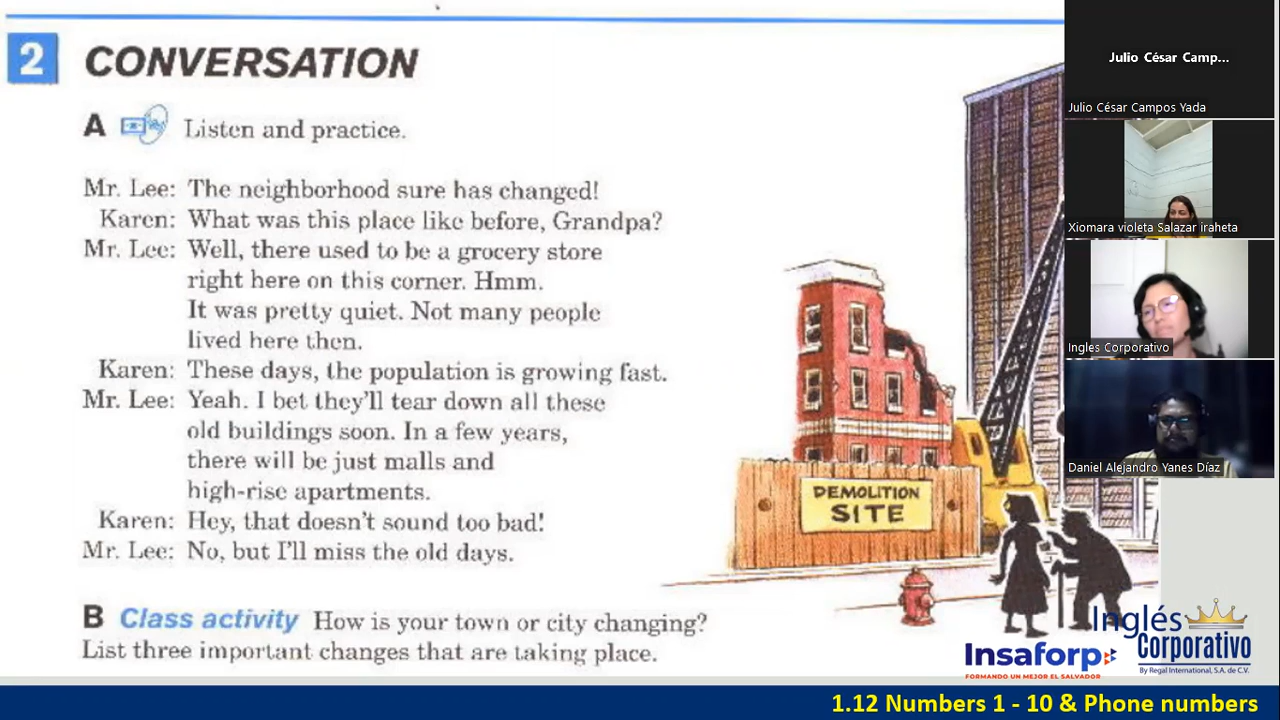 2 CONVERSATION
A Listen and practice.
Mr. Lee: The neighborhood sure has changed!
Karen: What was this place like before, Grandpa?
Mr. Lee: Well, there used to be a grocery store
right here on this corner. Hmm.
It was pretty quiet. Not many people
lived here then.
Karen: These days, the population is growing fast.
Mr. Lee: Yeah. I bet they'll tear down all these
old buildings soon. In a few years,
there will be just malls and
high-rise apartments.
Karen: Hey, that doesn't sound too bad!
Mr. Lee: No, but I'll miss the old days.
B Class activity How is your town or city changing?
List three important changes that are taking place.
DEMOLITION
SITE
Julio César Camp...
Julio César Campos Yada
Xiomara violeta Salazar iraheta
Ingles Corporativo
Daniel Alejandro Yanes Díaz
Insaforp
FORMANDO UN MEJOR EL SALVADOR
Inglés
Corporativo
By Regal International, S.A. de C.V.
1.12 Numbers 1 - 10 & Phone numbers